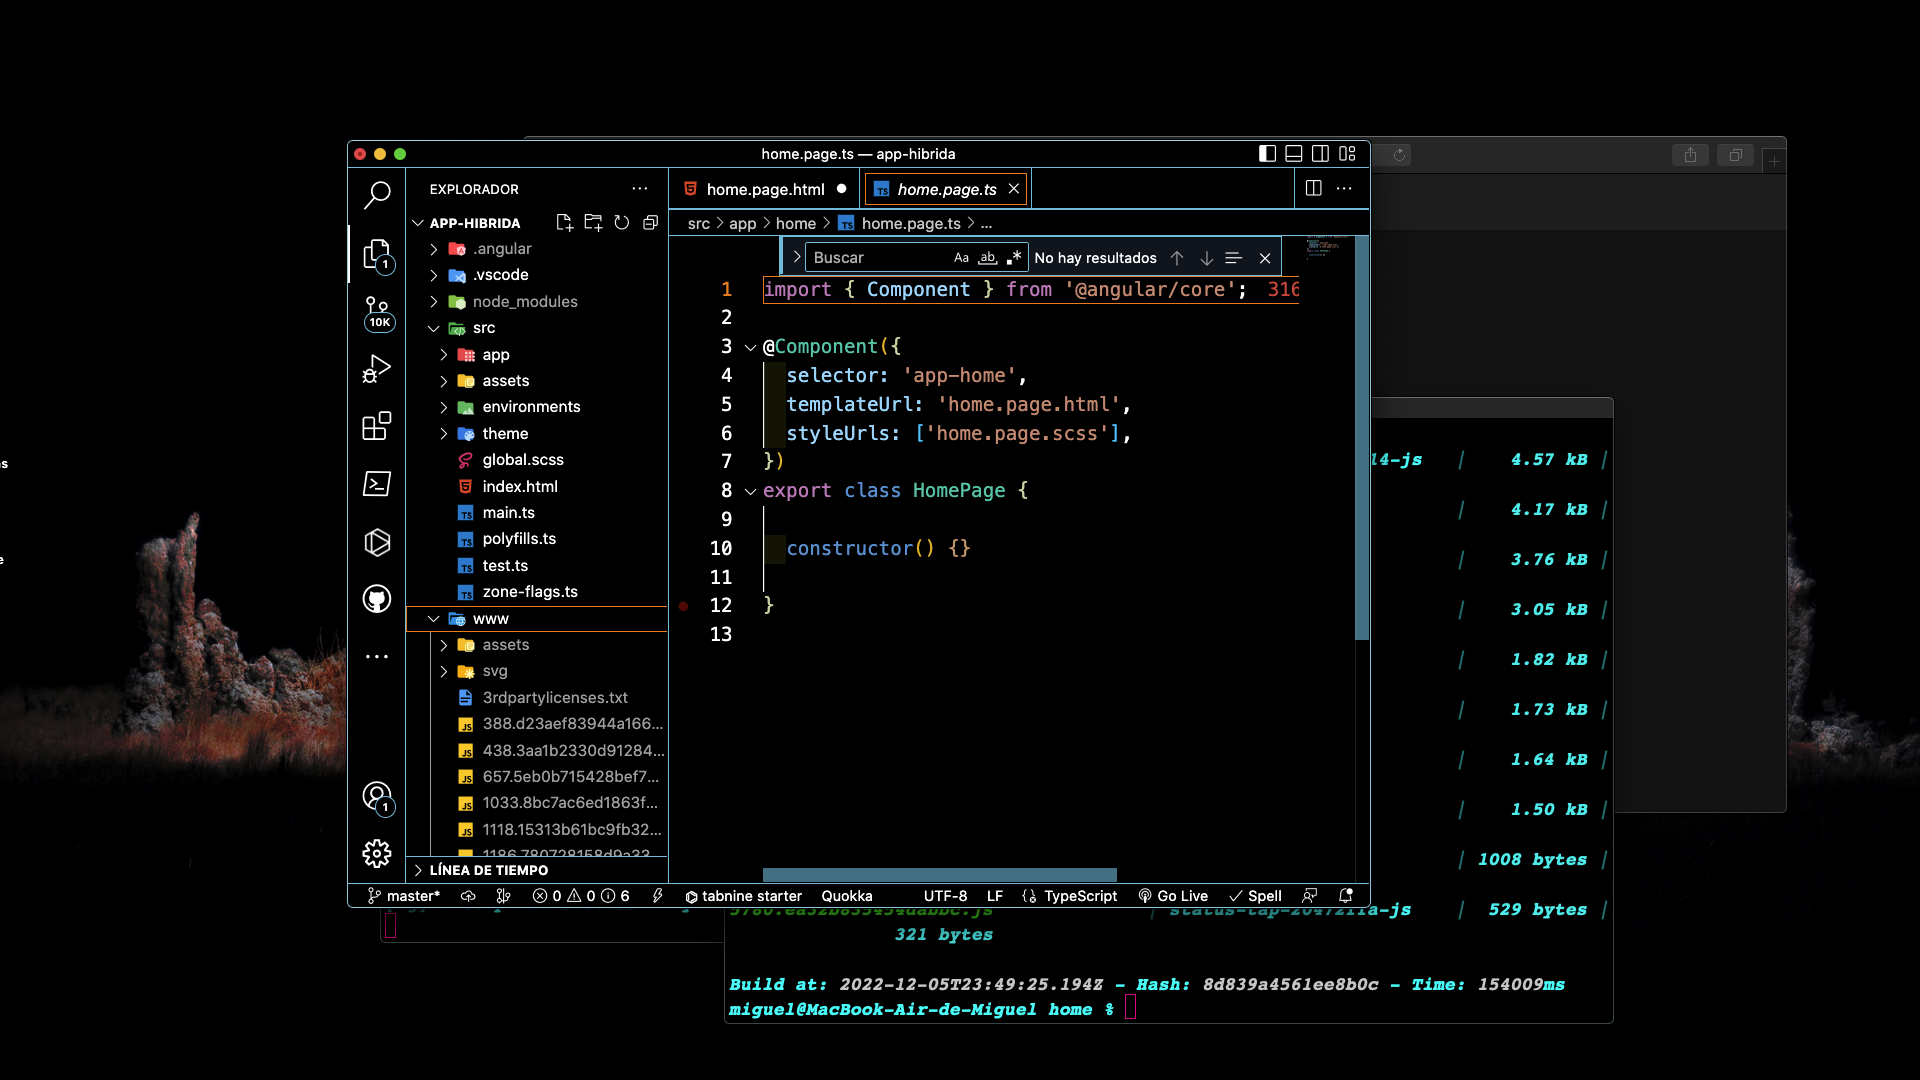 home.page.ts — app-hibrida
EXPLORADOR
APP-HIBRIDA
.angular
.vscode
node_modules
src
app
assets
environments
theme
global.scss
index.html
main.ts
polyfills.ts
test.ts
zone-flags.ts
www
assets
svg
3rdpartylicenses.txt
388.d23aef83944a166...
438.3aa1b2330d91284...
657.5eb0b715428bef7...
1033.8bc7ac6ed1863f...
1118.15313b61bc9fb32...
LÍNEA DE TIEMPO
1
10K
1
home.page.html
home.page.ts
src > app > home > home.page.ts > ...
Buscar
Aa
ab
No hay resultados
1 import { Component } from '@angular/core'; 316
2
3 @Component({
4 selector: 'app-home',
5 templateUrl: 'home.page.html',
6 styleUrls: ['home.page.scss'],
7 })
8 export class HomePage {
9
10 constructor() {}
11
12 }
13
master* 0 0 6 tabnine starter Quokka UTF-8 LF TypeScript Go Live Spell
14-js | 4.57 kB |
| 4.17 kB |
| 3.76 kB |
| 3.05 kB |
| 1.82 kB |
| 1.73 kB |
| 1.64 kB |
| 1.50 kB |
| 1008 bytes |
| 529 bytes |
321 bytes
Build at: 2022-12-05T23:49:25.194Z - Hash: 8d839a4561ee8b0c - Time: 154009ms
miguel@MacBook-Air-de-Miguel home %